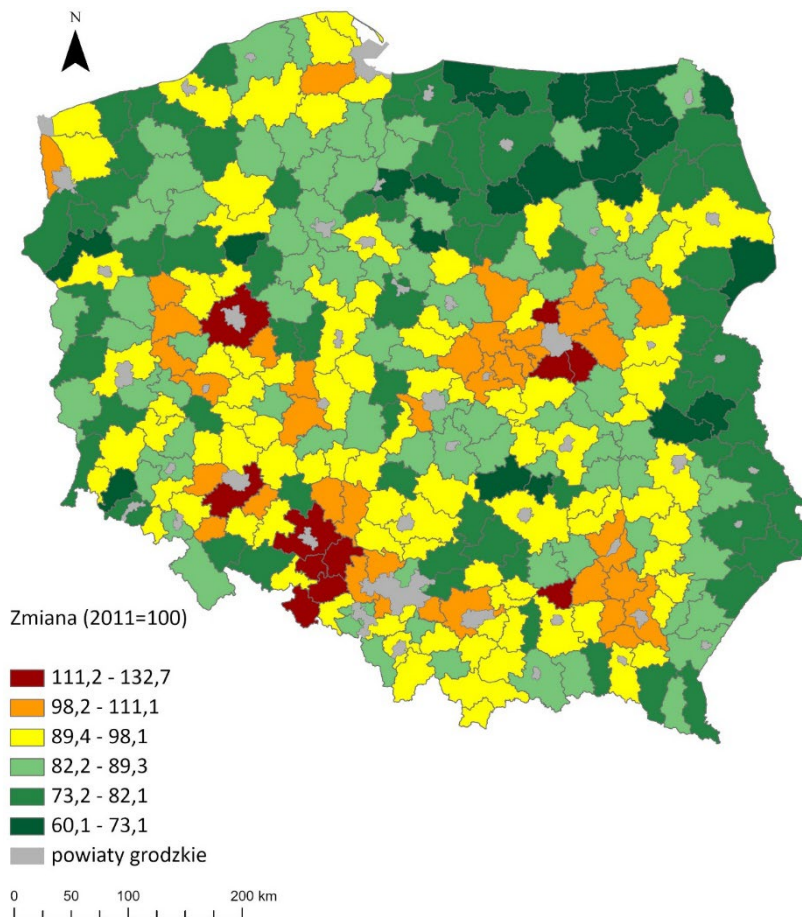 N
Zmiana (2011=100)
111,2 - 132,7
98,2 - 111,1
89,4 - 98,1
82,2 - 89,3
73,2 - 82,1
60,1 - 73,1
powiaty grodzkie
0 50 100 200 km